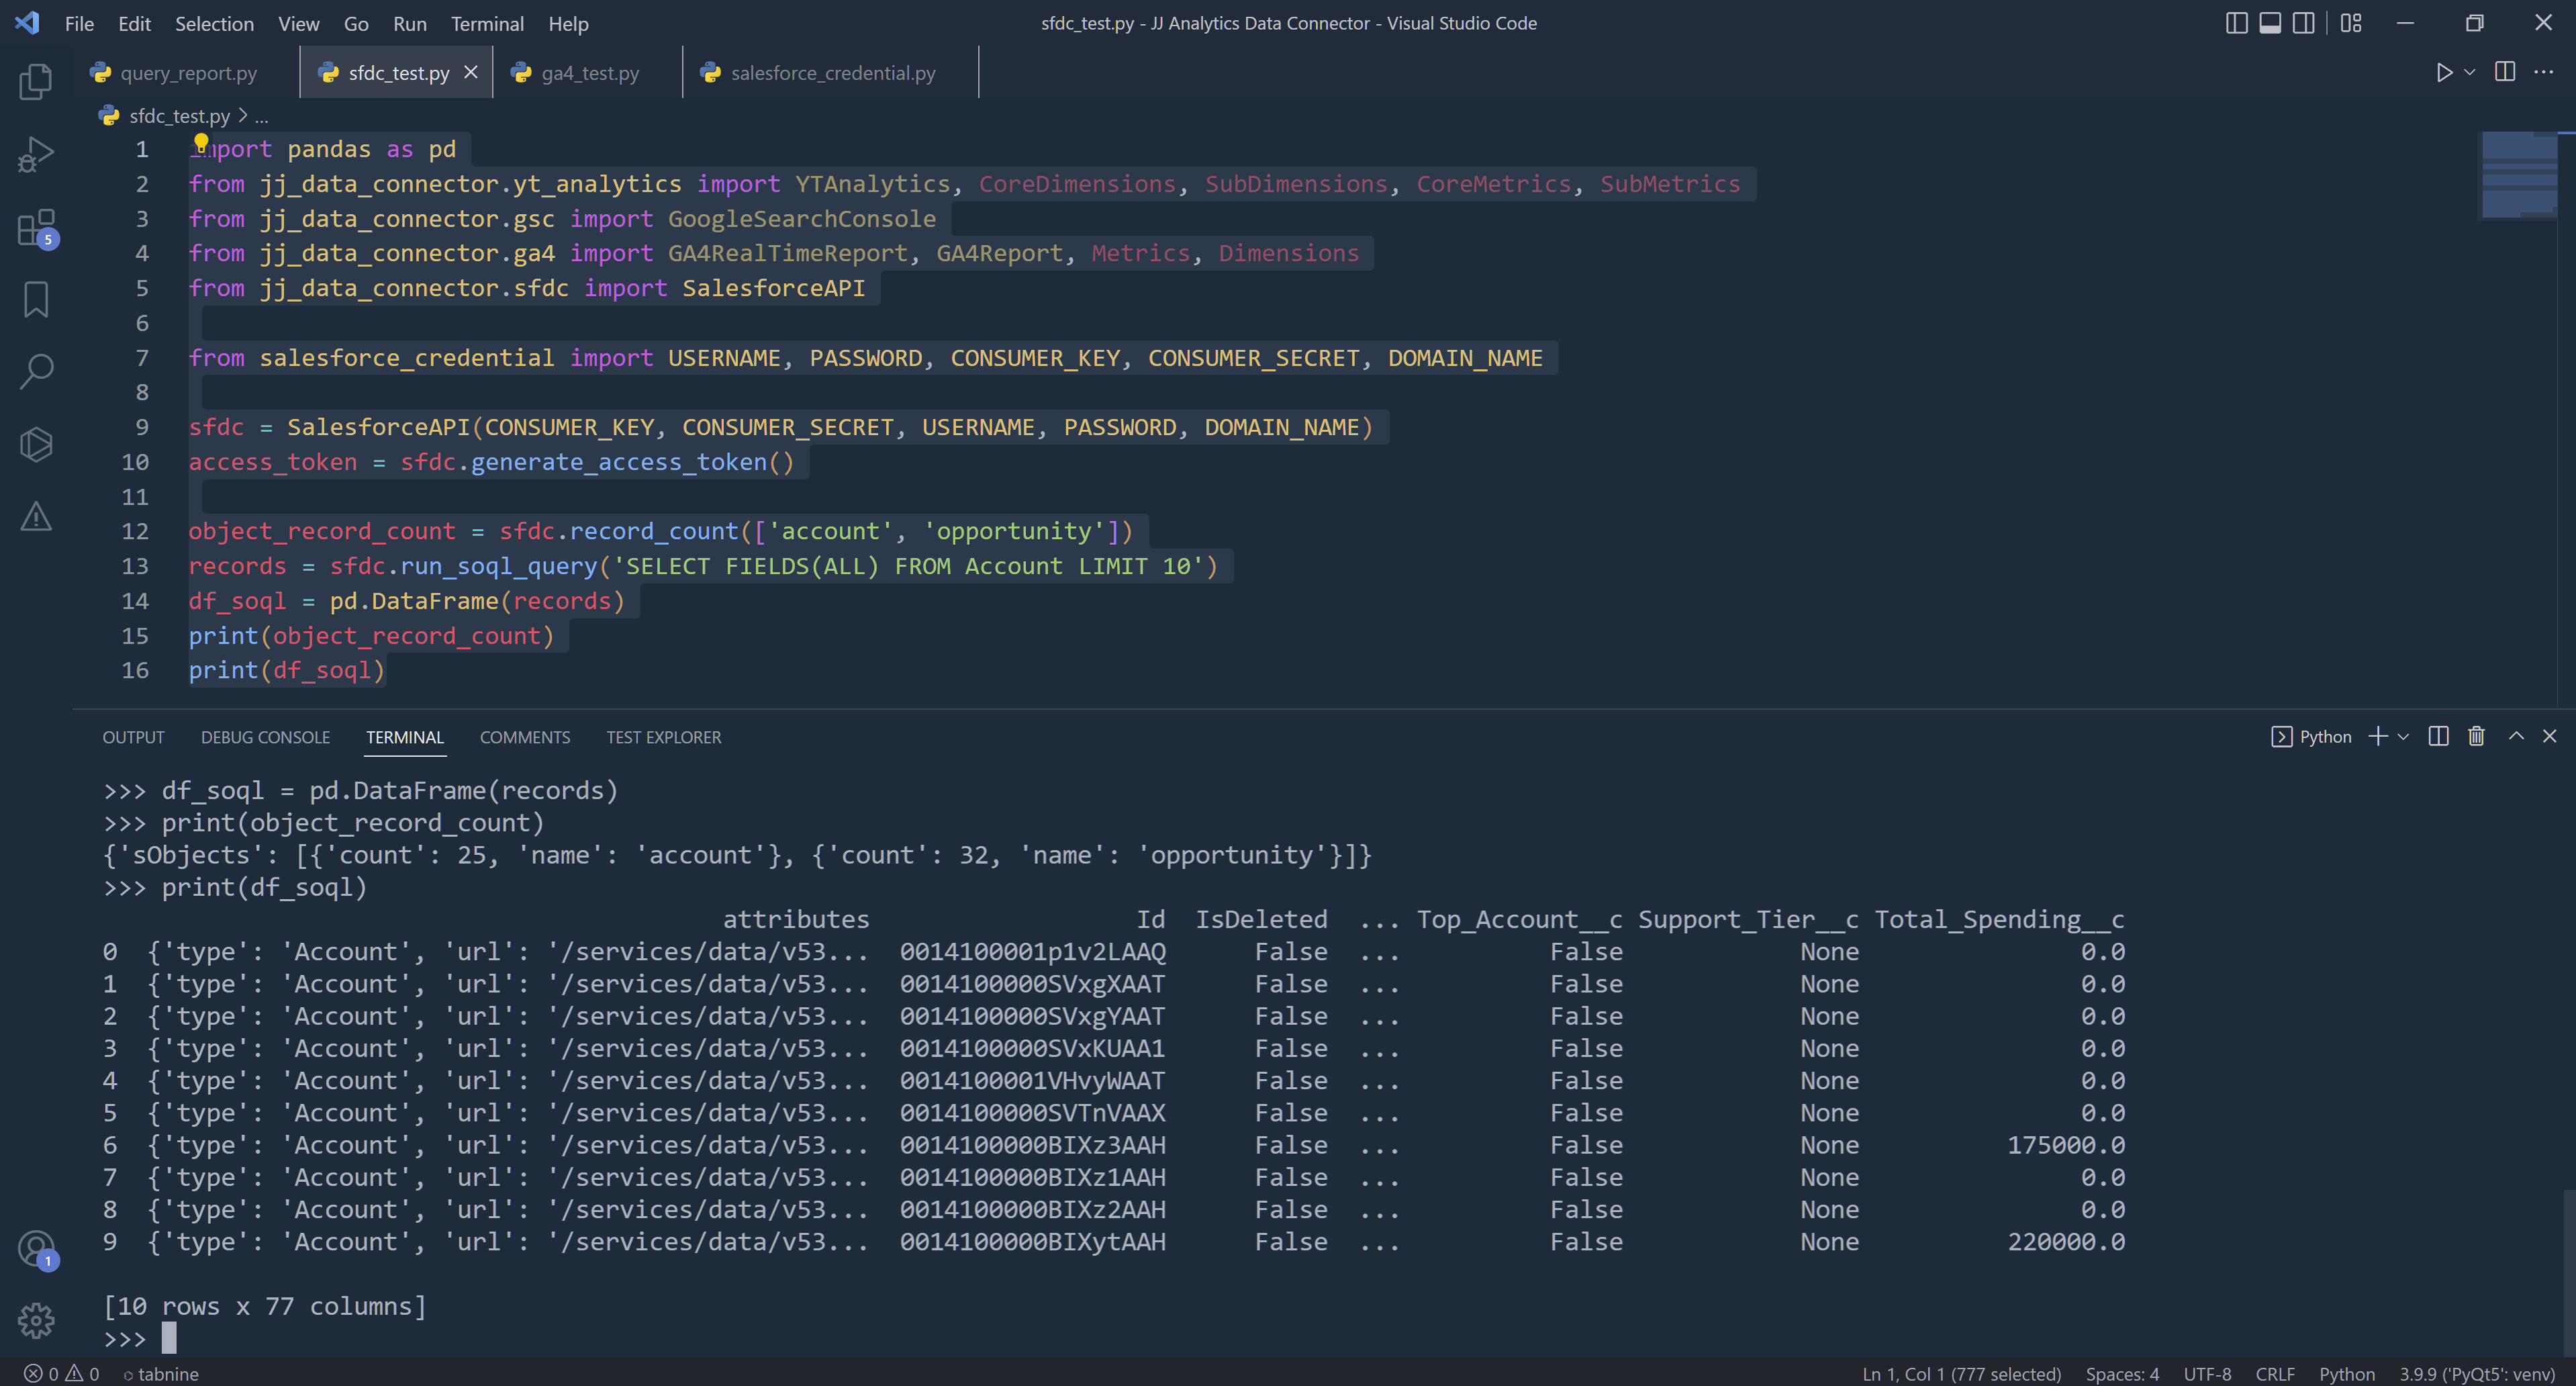 File Edit Selection View Go Run Terminal Help sfdc_test.py - JJ Analytics Data Connector - Visual Studio Code
query_report.py sfdc_test.py ga4_test.py salesforce_credential.py
sfdc_test.py > ...
1 import pandas as pd
2 from jj_data_connector.yt_analytics import YTAnalytics, CoreDimensions, SubDimensions, CoreMetrics, SubMetrics
3 from jj_data_connector.gsc import GoogleSearchConsole
4 from jj_data_connector.ga4 import GA4RealTimeReport, GA4Report, Metrics, Dimensions
5 from jj_data_connector.sfdc import SalesforceAPI
6
7 from salesforce_credential import USERNAME, PASSWORD, CONSUMER_KEY, CONSUMER_SECRET, DOMAIN_NAME
8
9 sfdc = SalesforceAPI(CONSUMER_KEY, CONSUMER_SECRET, USERNAME, PASSWORD, DOMAIN_NAME)
10 access_token = sfdc.generate_access_token()
11
12 object_record_count = sfdc.record_count(['account', 'opportunity'])
13 records = sfdc.run_soql_query('SELECT FIELDS(ALL) FROM Account LIMIT 10')
14 df_soql = pd.DataFrame(records)
15 print(object_record_count)
16 print(df_soql)
5
OUTPUT DEBUG CONSOLE TERMINAL COMMENTS TEST EXPLORER Python
>>> df_soql = pd.DataFrame(records)
>>> print(object_record_count)
{'sObjects': [{'count': 25, 'name': 'account'}, {'count': 32, 'name': 'opportunity'}]}
>>> print(df_soql)
attributes Id IsDeleted ... Top_Account__c Support_Tier__c Total_Spending__c
0 {'type': 'Account', 'url': '/services/data/v53... 0014100001p1v2LAAQ False ... False None 0.0
1 {'type': 'Account', 'url': '/services/data/v53... 0014100000SVxgXAAT False ... False None 0.0
2 {'type': 'Account', 'url': '/services/data/v53... 0014100000SVxgYAAT False ... False None 0.0
3 {'type': 'Account', 'url': '/services/data/v53... 0014100000SVxKUAA1 False ... False None 0.0
4 {'type': 'Account', 'url': '/services/data/v53... 0014100001VHvyWAAT False ... False None 0.0
5 {'type': 'Account', 'url': '/services/data/v53... 0014100000SVTnVAAX False ... False None 0.0
6 {'type': 'Account', 'url': '/services/data/v53... 0014100000BIXz3AAH False ... False None 175000.0
7 {'type': 'Account', 'url': '/services/data/v53... 0014100000BIXz1AAH False ... False None 0.0
8 {'type': 'Account', 'url': '/services/data/v53... 0014100000BIXz2AAH False ... False None 0.0
9 {'type': 'Account', 'url': '/services/data/v53... 0014100000BIXytAAH False ... False None 220000.0
[10 rows x 77 columns]
>>>
1
0 0 tabnine Ln 1, Col 1 (777 selected) Spaces: 4 UTF-8 CRLF Python 3.9.9 ('PyQt5': venv)